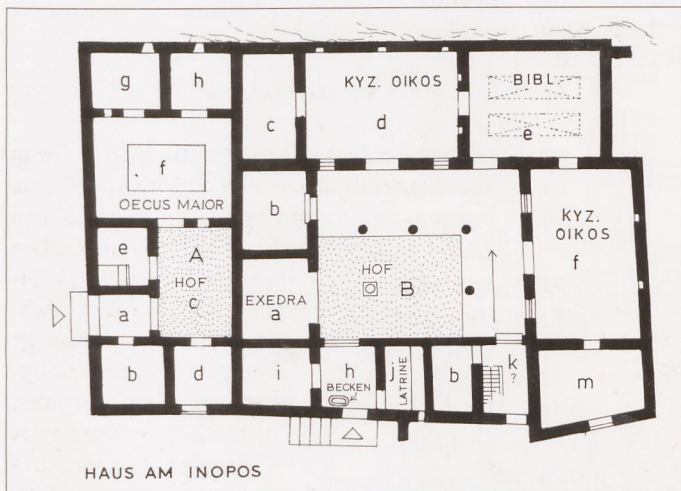 g
h
c
KYZ. OIKOS
d
BIBL.
e
f
OECUS MAIOR
b
KYZ.
OIKOS
f
e
A
HOF
c
EXEDRA
a
HOF
B
a
b
d
i
h
BECKEN
j
LATRINE
b
k
?
m
HAUS AM INOPOS